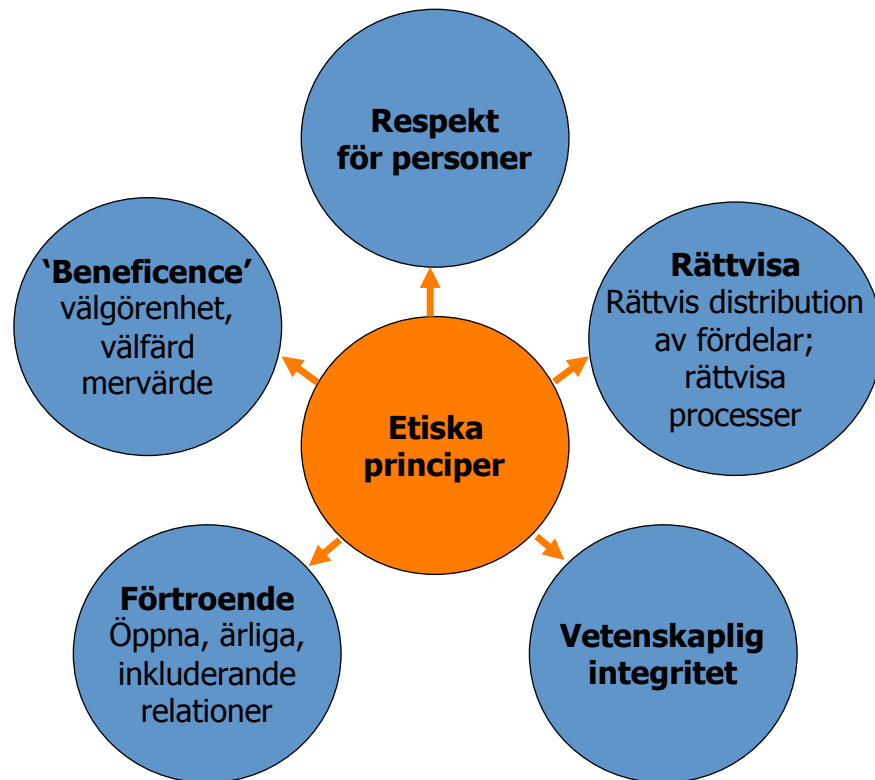 Respekt
för personer
‘Beneficence’
välgörenhet,
välfärd
mervärde
Rättvisa
Rättvis distribution
av fördelar;
rättvisa
processer
Etiska
principer
Förtroende
Öppna, ärliga,
inkluderande
relationer
Vetenskaplig
integritet